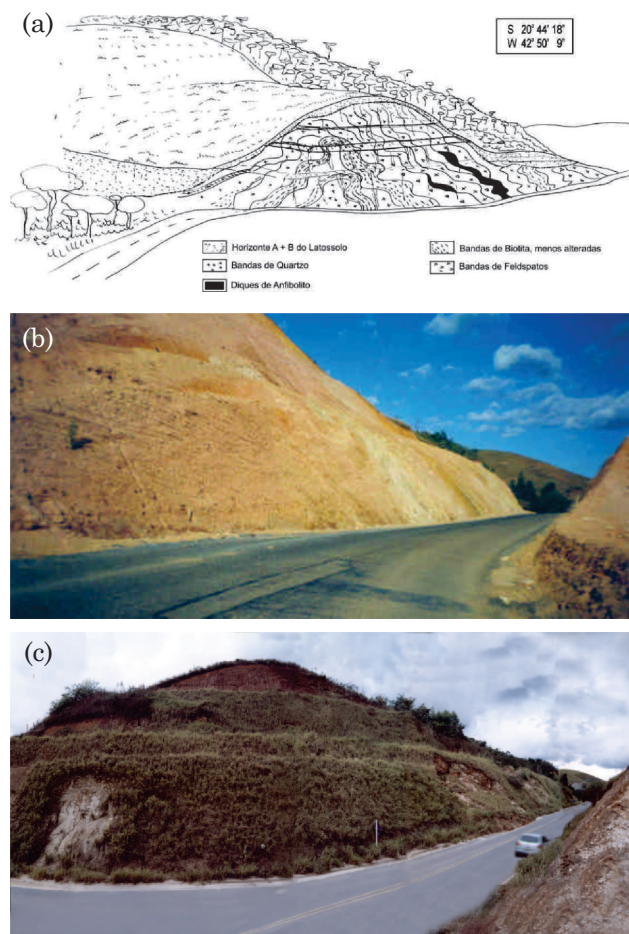 (a)
S 20° 44' 18"
W 42° 50' 9"
Horizonte A + B do Latossolo
Bandas de Quartzo
Diques de Anfibolito
Bandas de Biotita, menos alteradas
Bandas de Feldspatos
(b)
(c)